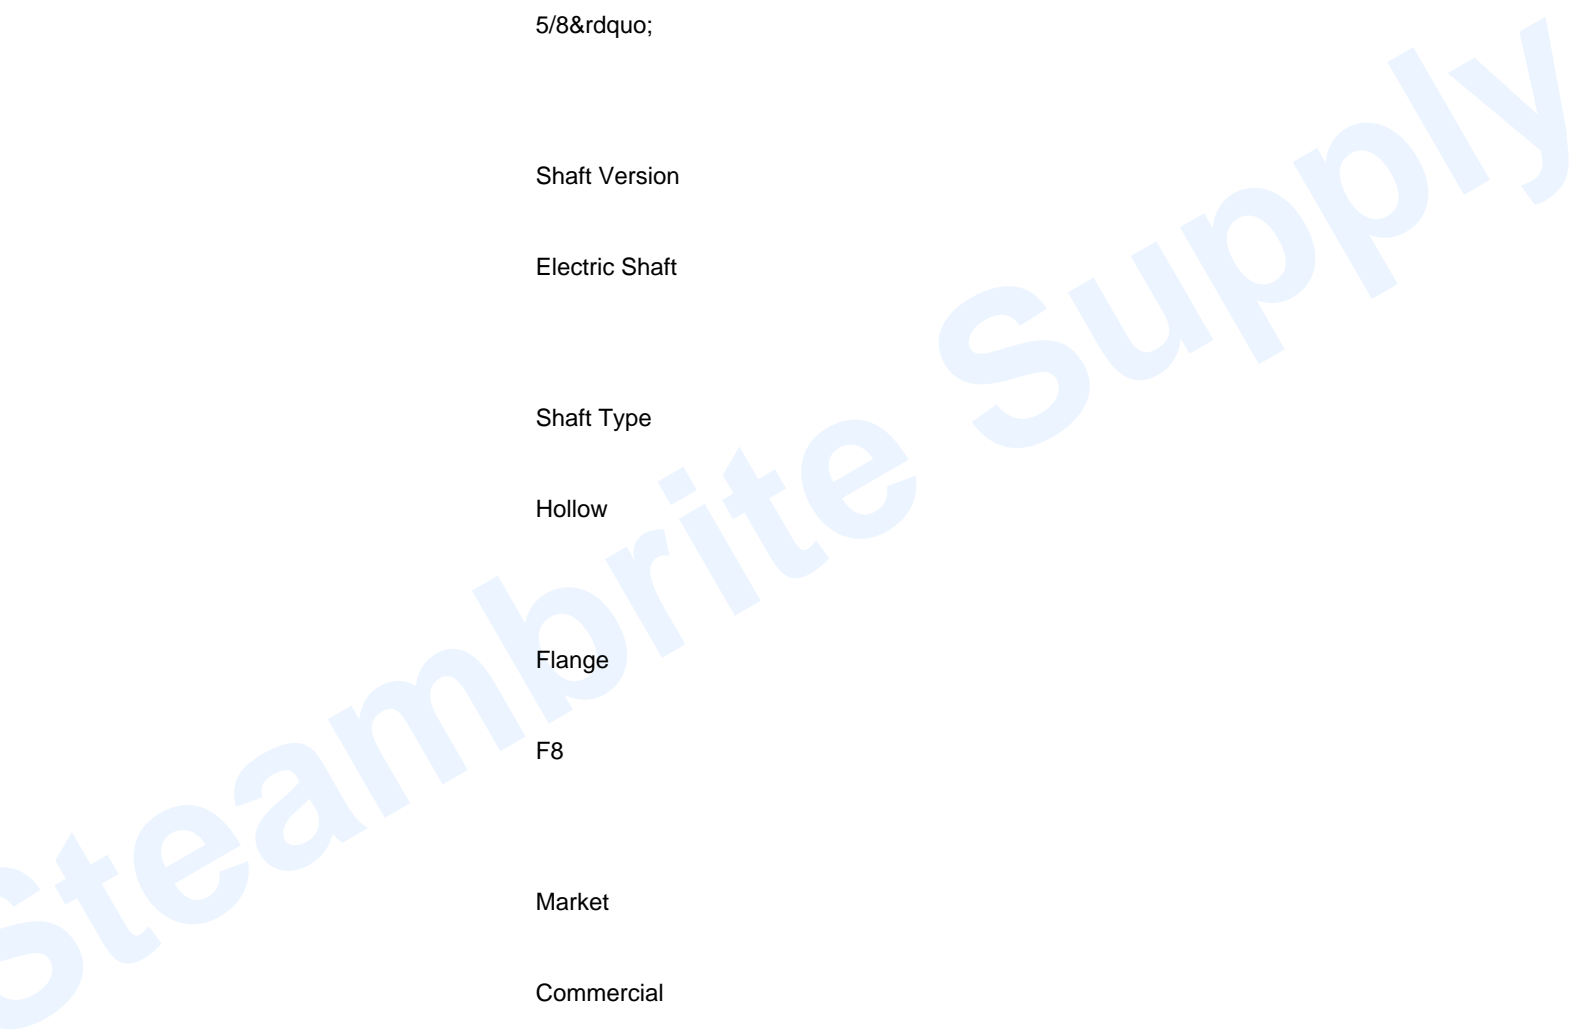 5/8&rdquo;
Shaft Version
Electric Shaft
Shaft Type
Hollow
Flange
F8
Market
Commercial
Steambrite Supply